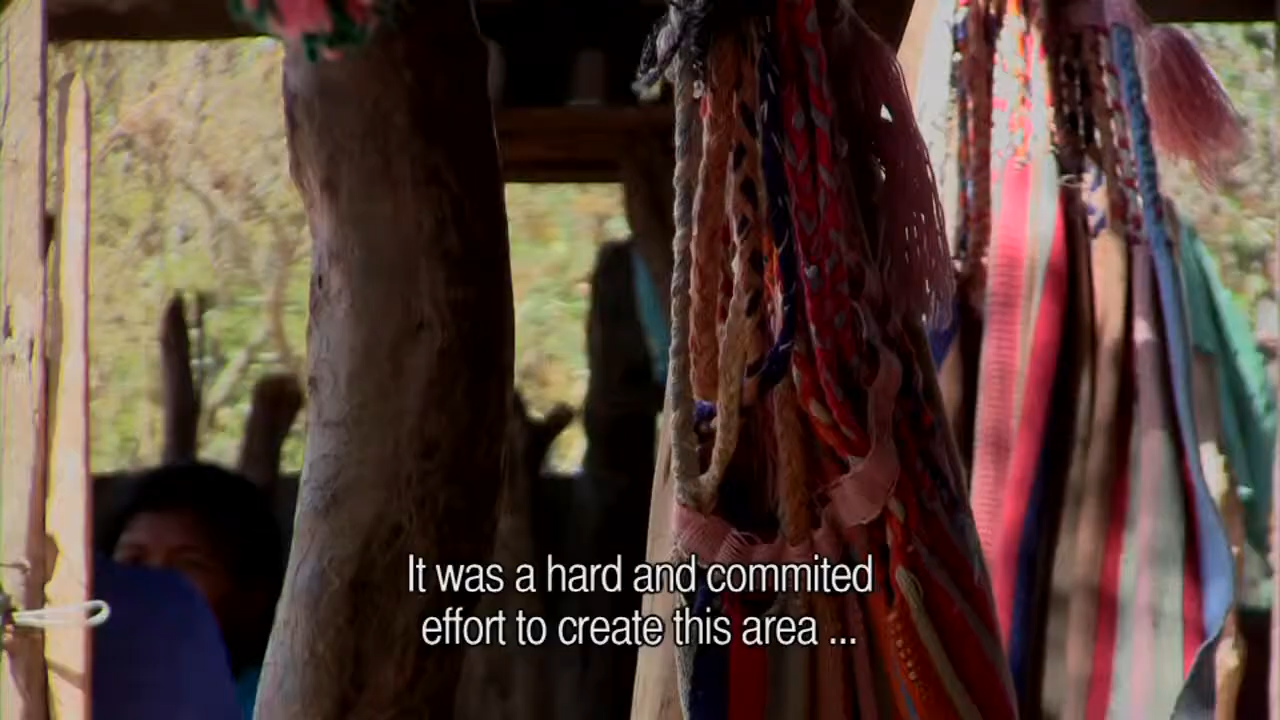 It was a hard and commited
effort to create this area ...